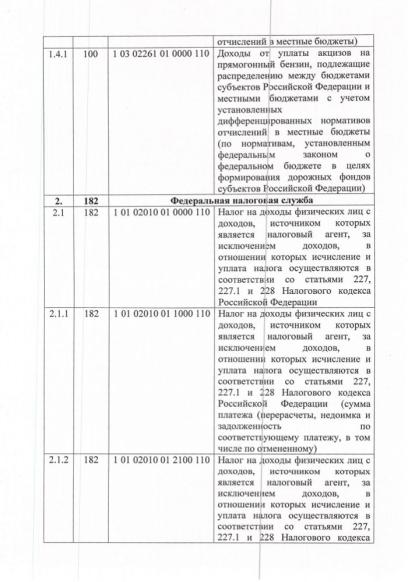 отчислений в местные бюджеты)
1.4.1 100 1 03 02261 01 0000 110 Доходы от уплаты акцизов на
прямогонный бензин, подлежащие
распределению между бюджетами
субъектов Российской Федерации и
местными бюджетами с учетом
установленных
дифференцированных нормативов
отчислений в местные бюджеты
(по нормативам, установленным
федеральным законом о
федеральном бюджете в целях
формирования дорожных фондов
субъектов Российской Федерации)
2. 182 Федеральная налоговая служба
2.1 182 1 01 02010 01 0000 110 Налог на доходы физических лиц с
доходов, источником которых
является налоговый агент, за
исключением доходов, в
отношении которых исчисление и
уплата налога осуществляются в
соответствии со статьями 227,
227.1 и 228 Налогового кодекса
Российской Федерации
2.1.1 182 1 01 02010 01 1000 110 Налог на доходы физических лиц с
доходов, источником которых
является налоговый агент, за
исключением доходов, в
отношении которых исчисление и
уплата налога осуществляются в
соответствии со статьями 227,
227.1 и 228 Налогового кодекса
Российской Федерации (сумма
платежа (перерасчеты, недоимка и
задолженность по
соответствующему платежу, в том
числе по отмененному)
2.1.2 182 1 01 02010 01 2100 110 Налог на доходы физических лиц с
доходов, источником которых
является налоговый агент, за
исключением доходов, в
отношении которых исчисление и
уплата налога осуществляются в
соответствии со статьями 227,
227.1 и 228 Налогового кодекса